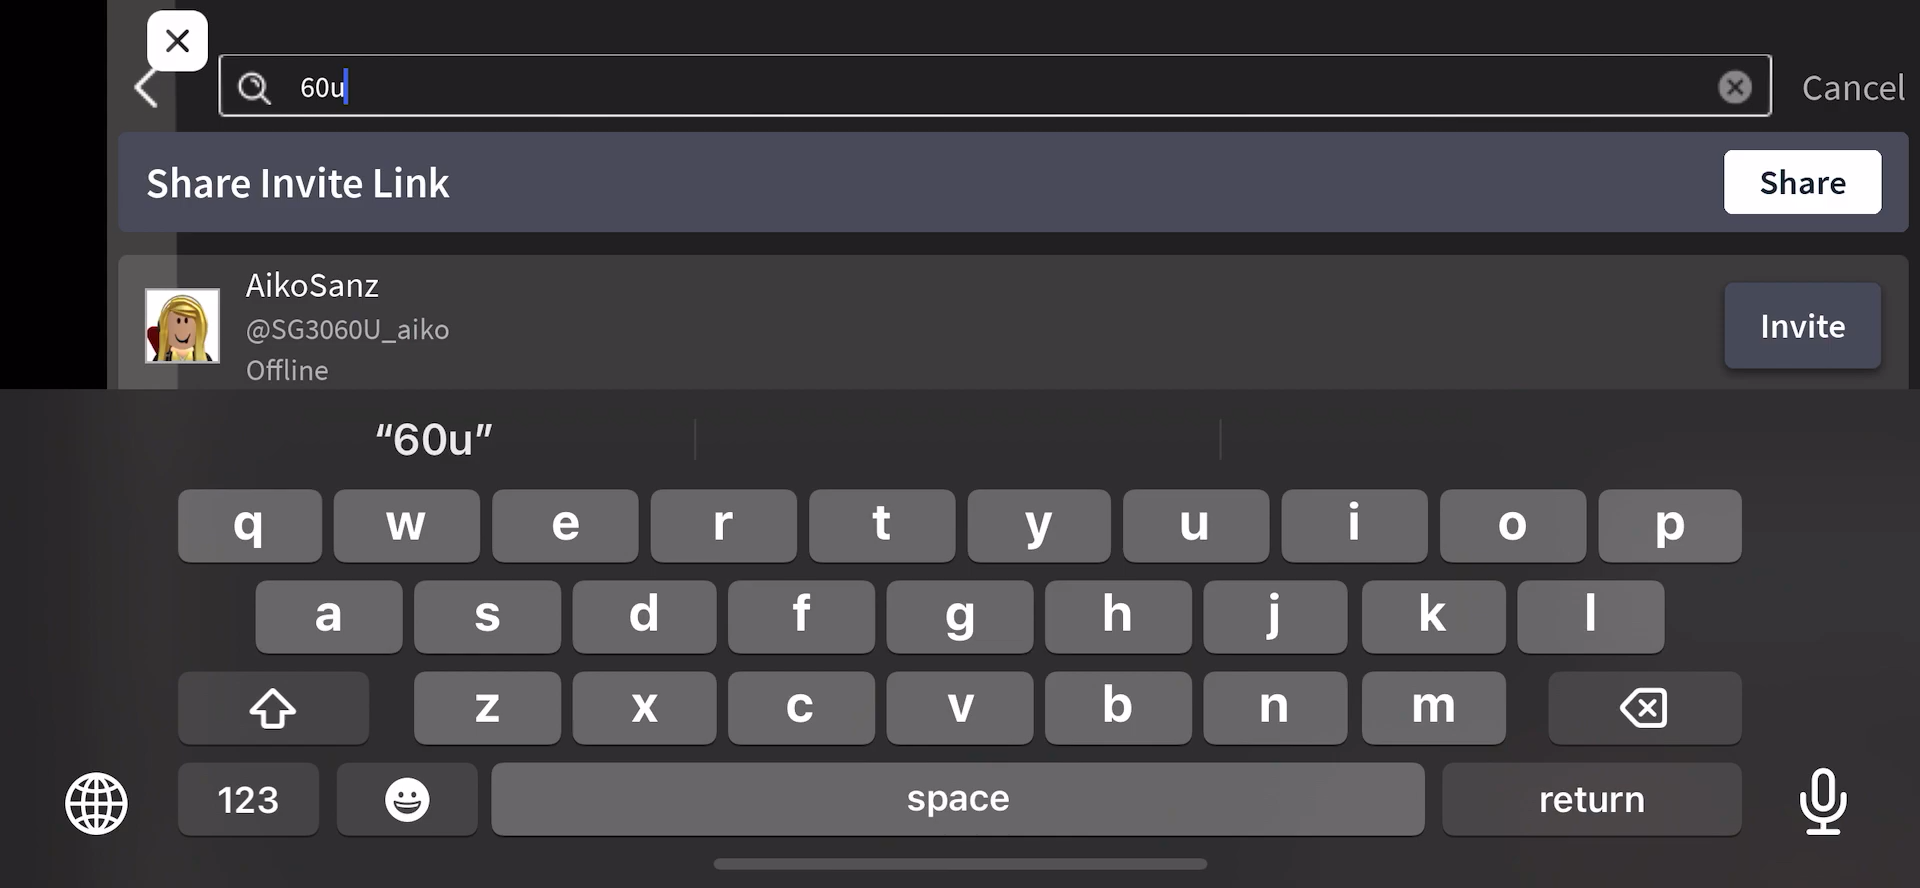 60u
Cancel
Share Invite Link
Share
AikoSanz
@SG3060U_aiko
Offline
Invite
“60u”
q w e r t y u i o p
a s d f g h j k l
z x c v b n m
123
space
return